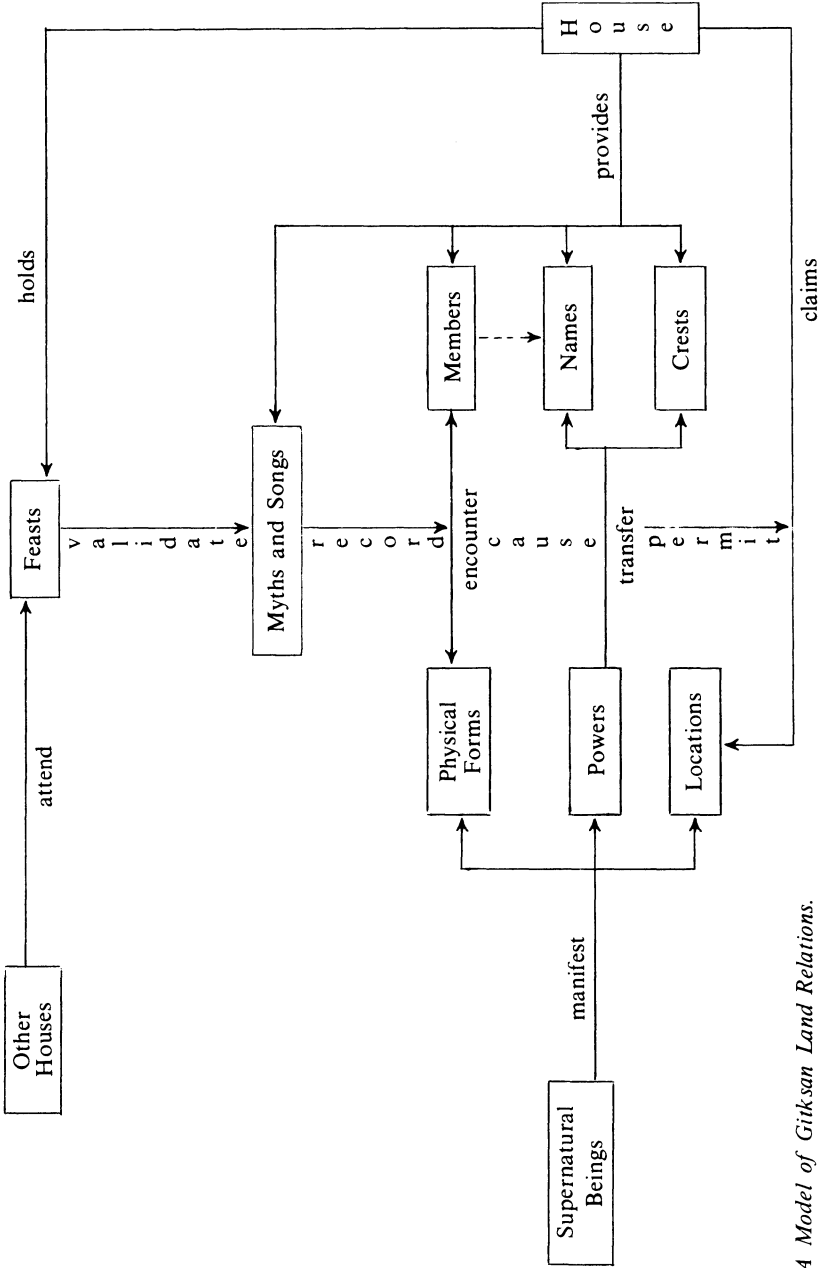 Other
Houses
attend
Feasts
holds
House
validate
Myths and Songs
record
provides
Physical
Forms
encounter
Members
cause
Supernatural
Beings
manifest
Powers
transfer
Names
permit
Locations
Crests
claims
A Model of Gitksan Land Relations.